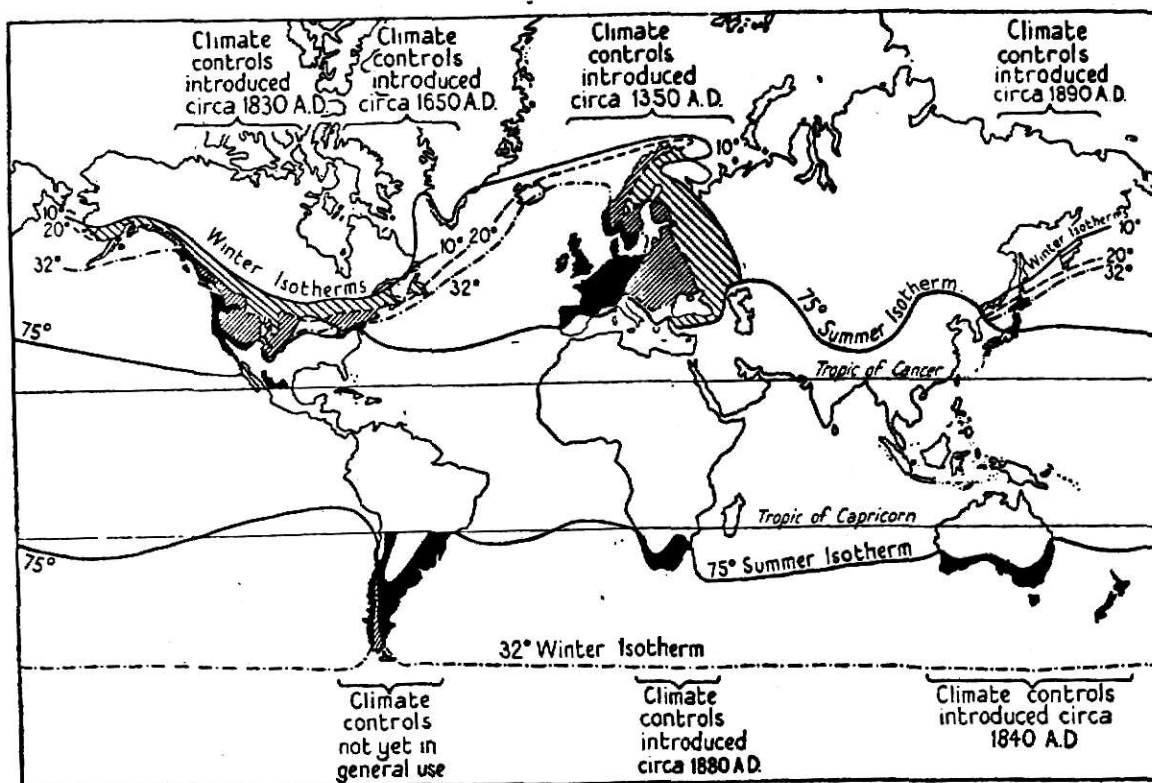 Climate
controls
introduced
circa 1830 A.D.
Climate
controls
introduced
circa 1650 A.D.
Climate
controls
introduced
circa 1350 A.D.
Climate
controls
introduced
circa 1890 A.D.
10°
20°
32°
Winter Isotherms
10° 20°
32°
10°
Winter Isotherms
10°
20°
32°
75°
75° Summer Isotherm
Tropic of Cancer
Tropic of Capricorn
75°
75° Summer Isotherm
32° Winter Isotherm
Climate
controls
not yet in
general use
Climate
controls
introduced
circa 1880 A.D.
Climate controls
introduced circa
1840 A.D